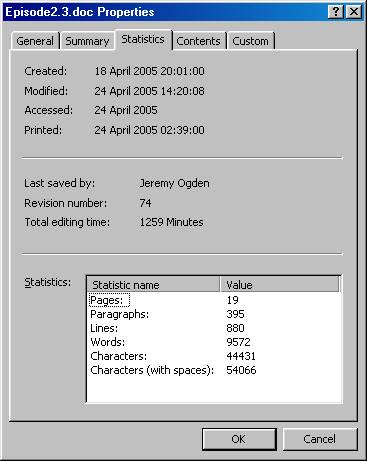 Episode2.3.doc Properties
General Summary Statistics Contents Custom
Created: 18 April 2005 20:01:00
Modified: 24 April 2005 14:20:08
Accessed: 24 April 2005
Printed: 24 April 2005 02:39:00
Last saved by: Jeremy Ogden
Revision number: 74
Total editing time: 1259 Minutes
Statistics:
Statistic name Value
Pages: 19
Paragraphs: 395
Lines: 880
Words: 9572
Characters: 44431
Characters (with spaces): 54066
OK Cancel